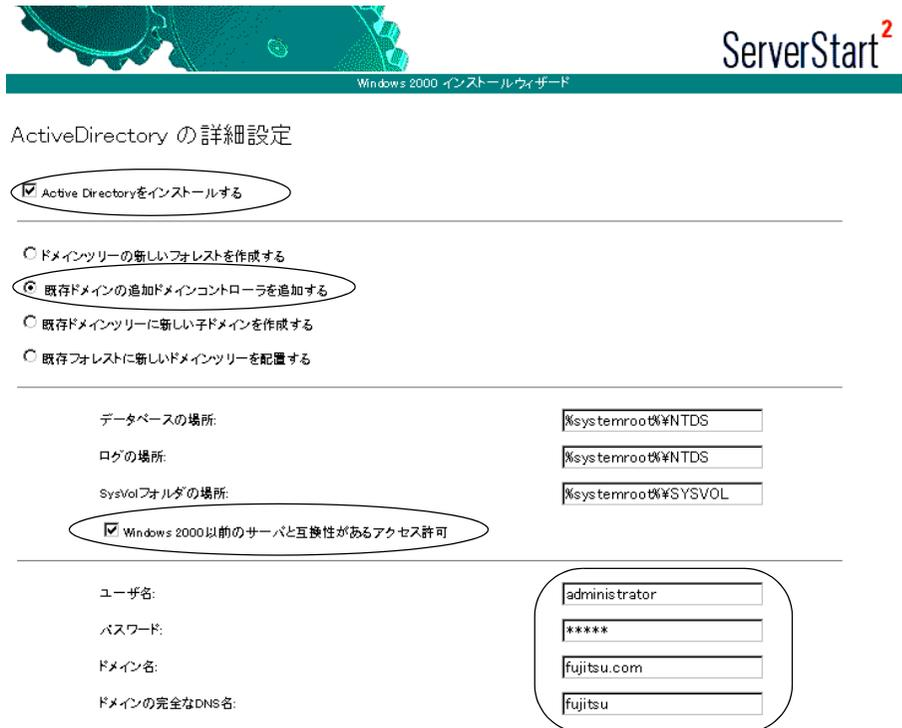 ServerStart2
Windows 2000 インストールウィザード
ActiveDirectory の詳細設定
Active Directoryをインストールする
ドメインツリーの新しいフォレストを作成する
既存ドメインの追加ドメインコントローラを追加する
既存ドメインツリーに新しい子ドメインを作成する
既存フォレストに新しいドメインツリーを配置する
データベースの場所: %systemroot%¥NTDS
ログの場所: %systemroot%¥NTDS
SysVolフォルダの場所: %systemroot%¥SYSVOL
Windows 2000以前のサーバと互換性があるアクセス許可
ユーザ名: administrator
パスワード: *****
ドメイン名: fujitsu.com
ドメインの完全なDNS名: fujitsu